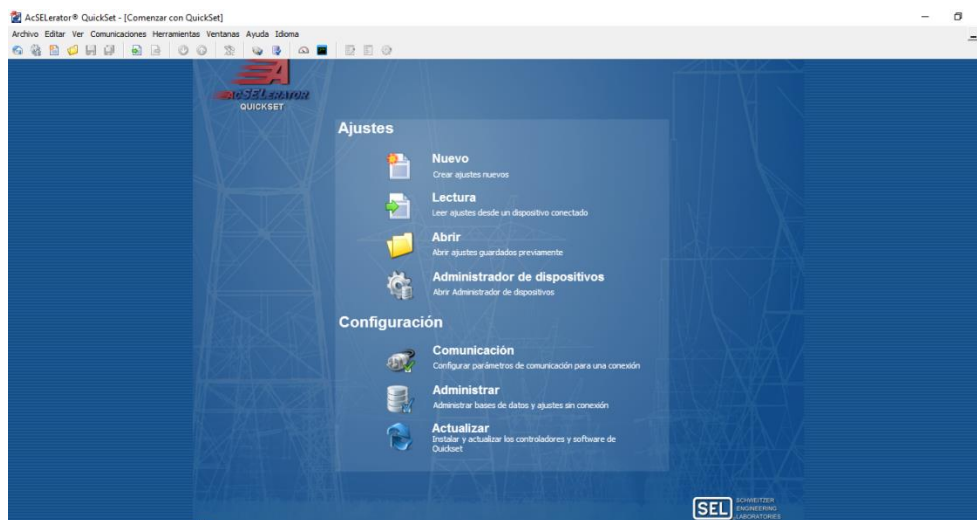 AcSELerator® QuickSet - [Comenzar con QuickSet]
Archivo Editar Ver Comunicaciones Herramientas Ventanas Ayuda Idioma
ACSELERATOR
QUICKSET
Ajustes
Nuevo
Crear ajustes nuevos
Lectura
Leer ajustes desde un dispositivo conectado
Abrir
Abrir ajustes guardados previamente
Administrador de dispositivos
Abrir Administrador de dispositivos
Configuración
Comunicación
Configurar parámetros de comunicación para una conexión
Administrar
Administrar bases de datos y ajustes sin conexión
Actualizar
Instalar y actualizar los controladores y software de
Quickset
SEL
SCHWEITZER
ENGINEERING
LABORATORIES